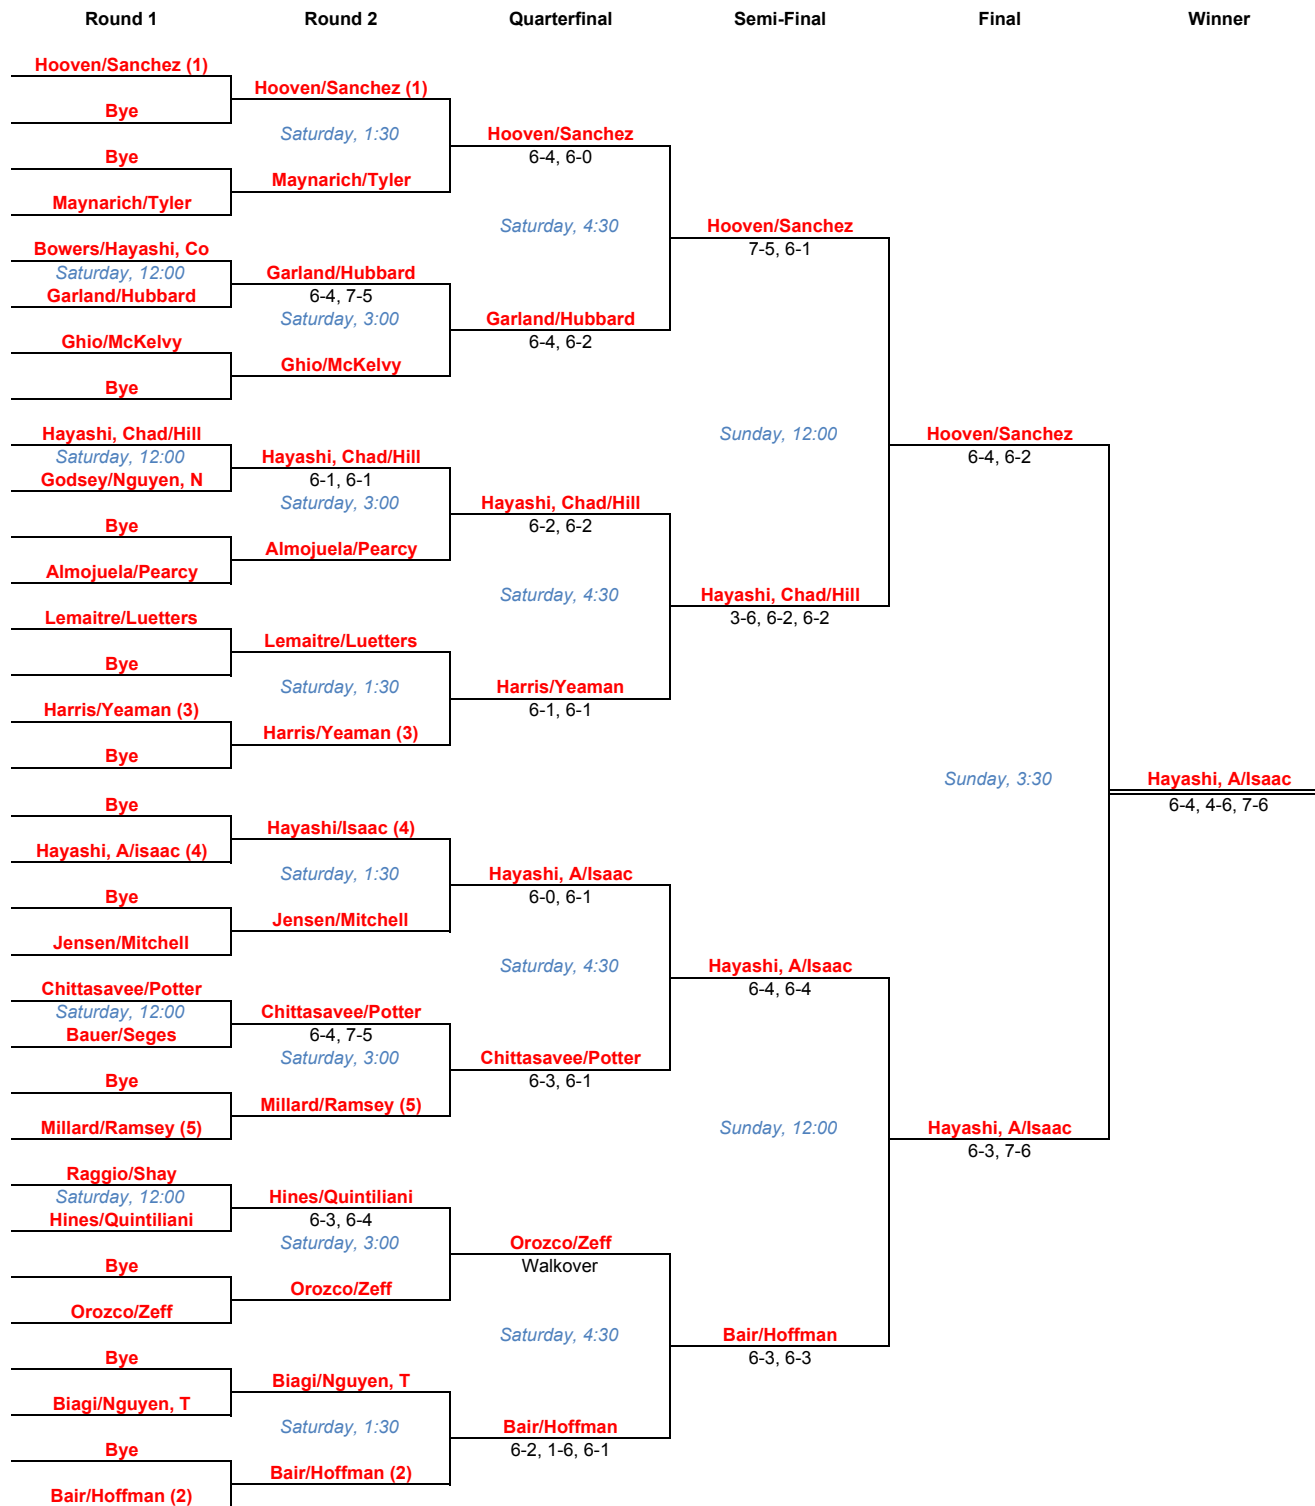 Round 1 Round 2 Quarterfinal Semi-Final Final Winner
Hooven/Sanchez (1)
Hooven/Sanchez (1)
Bye
Saturday, 1:30 Hooven/Sanchez
Bye 6-4, 6-0
Maynarich/Tyler
Maynarich/Tyler
Saturday, 4:30 Hooven/Sanchez
Bowers/Hayashi, Co 7-5, 6-1
Saturday, 12:00 Garland/Hubbard
Garland/Hubbard 6-4, 7-5
Saturday, 3:00 Garland/Hubbard
Ghio/McKelvy 6-4, 6-2
Ghio/McKelvy
Bye
Hayashi, Chad/Hill Sunday, 12:00 Hooven/Sanchez
Saturday, 12:00 Hayashi, Chad/Hill 6-4, 6-2
Godsey/Nguyen, N 6-1, 6-1
Saturday, 3:00 Hayashi, Chad/Hill
Bye 6-2, 6-2
Almojuela/Pearcy
Almojuela/Pearcy
Saturday, 4:30 Hayashi, Chad/Hill
Lemaitre/Luetters 3-6, 6-2, 6-2
Lemaitre/Luetters
Bye
Saturday, 1:30 Harris/Yeaman
Harris/Yeaman (3) 6-1, 6-1
Harris/Yeaman (3)
Bye
Sunday, 3:30 Hayashi, A/Isaac
Bye 6-4, 4-6, 7-6
Hayashi/Isaac (4)
Hayashi, A/isaac (4)
Saturday, 1:30 Hayashi, A/Isaac
Bye 6-0, 6-1
Jensen/Mitchell
Jensen/Mitchell
Saturday, 4:30 Hayashi, A/Isaac
Chittasavee/Potter 6-4, 6-4
Saturday, 12:00 Chittasavee/Potter
Bauer/Seges 6-4, 7-5
Saturday, 3:00 Chittasavee/Potter
Bye 6-3, 6-1
Millard/Ramsey (5)
Millard/Ramsey (5) Sunday, 12:00 Hayashi, A/Isaac
6-3, 7-6
Raggio/Shay
Saturday, 12:00 Hines/Quintiliani
Hines/Quintiliani 6-3, 6-4
Saturday, 3:00 Orozco/Zeff
Bye Walkover
Orozco/Zeff
Orozco/Zeff
Saturday, 4:30 Bair/Hoffman
Bye 6-3, 6-3
Biagi/Nguyen, T
Biagi/Nguyen, T
Saturday, 1:30 Bair/Hoffman
Bye 6-2, 1-6, 6-1
Bair/Hoffman (2)
Bair/Hoffman (2)